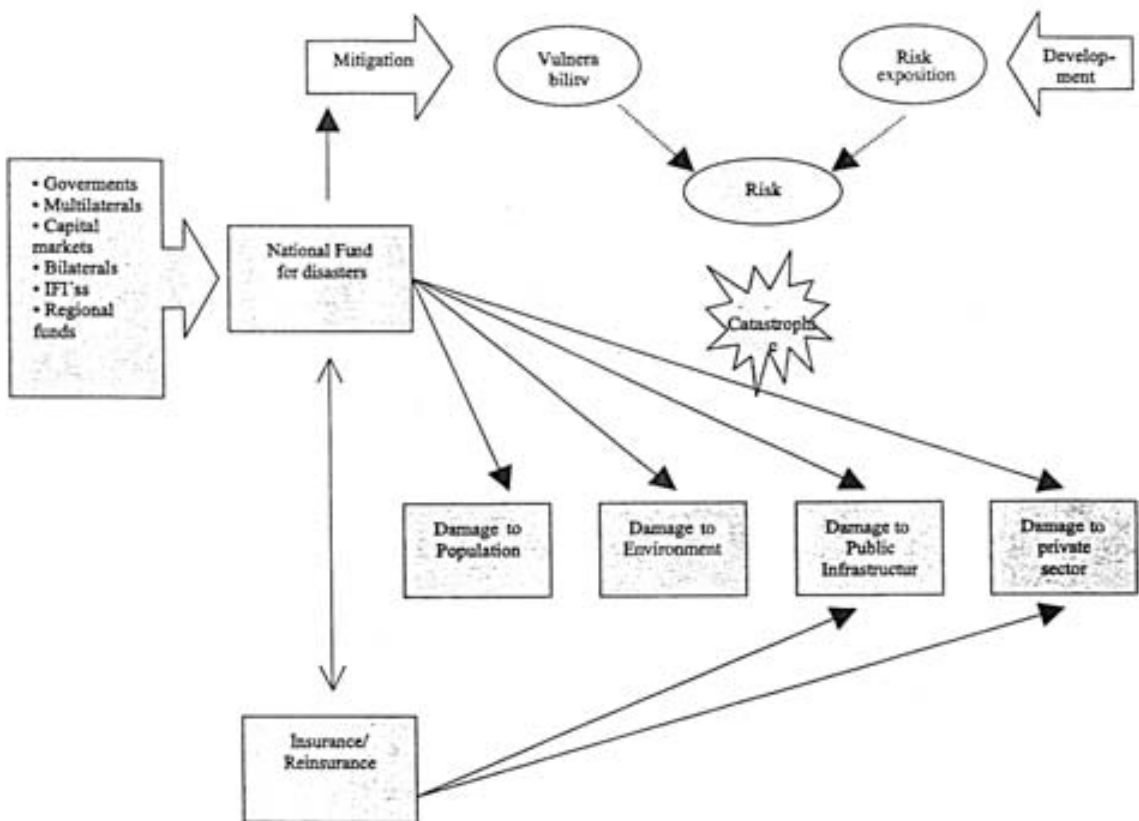 Mitigation
Vulnera
bility
Risk
exposition
Develop-
ment
• Goverments
• Multilaterals
• Capital
markets
• Bilaterals
• IFI'ss
• Regional
funds
National Fund
for disasters
Risk
Catastroph
e
Damage to
Population
Damage to
Environment
Damage to
Public
Infrastructur
Damage to
private
sector
Insurance/
Reinsurance